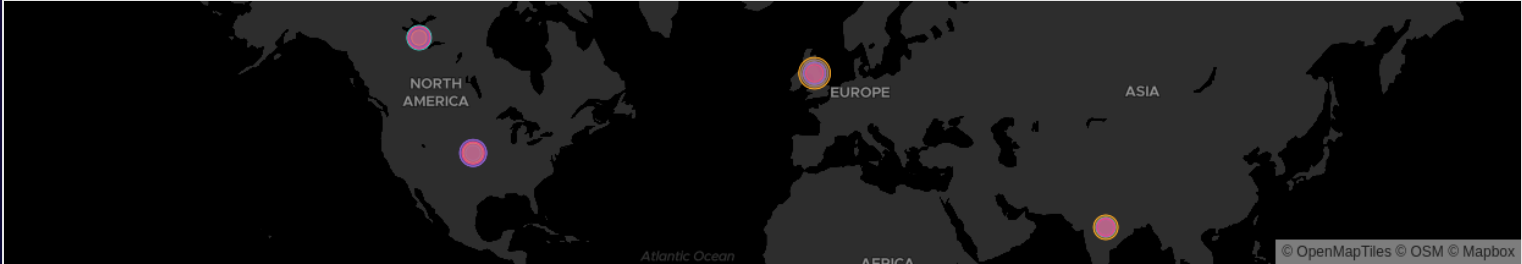 NORTH
AMERICA
EUROPE
ASIA
Atlantic Ocean
AFRICA
© OpenMapTiles © OSM © Mapbox